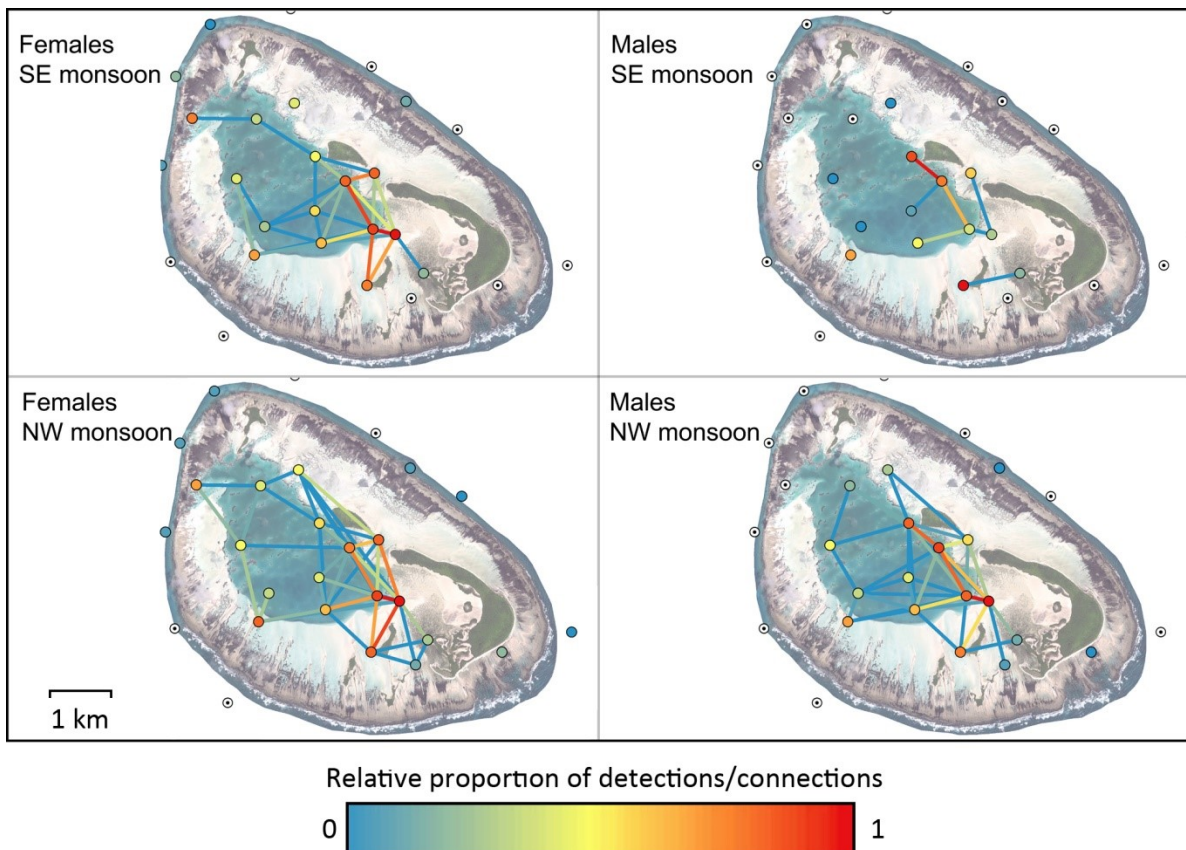 Females
SE monsoon
Males
SE monsoon
Females
NW monsoon
Males
NW monsoon
1 km
Relative proportion of detections/connections
0
1